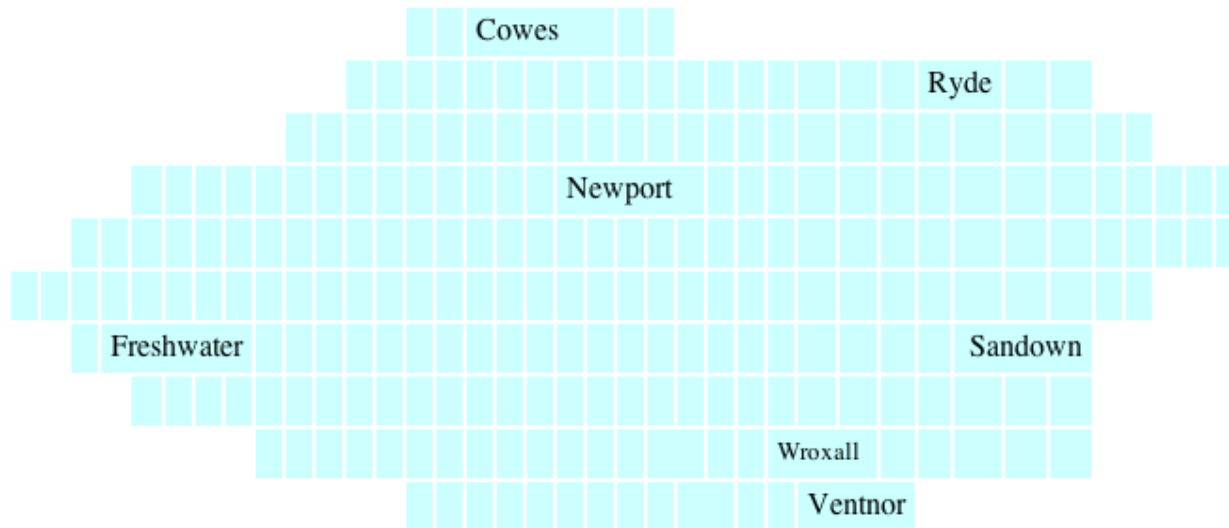 Cowes
Ryde
Newport
Freshwater
Sandown
Wroxall
Ventnor